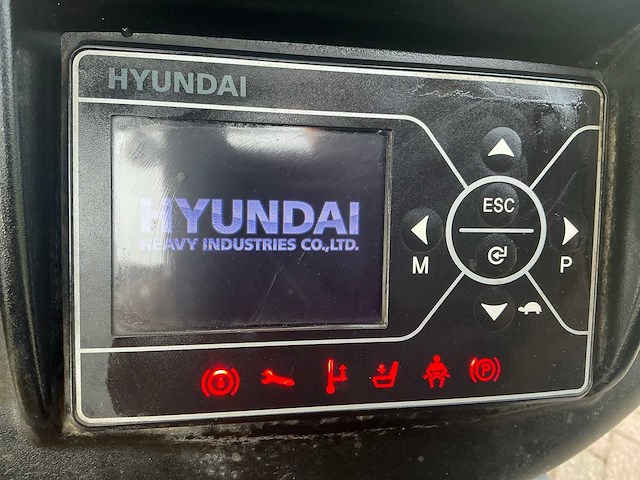 HYUNDAI
HYUNDAI
HEAVY INDUSTRIES CO.,LTD.
ESC
M
P
P